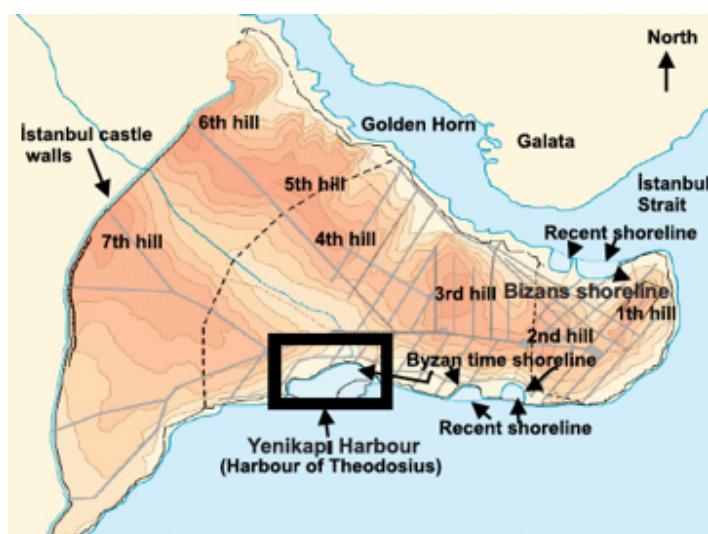 North
Golden Horn
Galata
6th hill
İstanbul castle
walls
5th hill
İstanbul
Strait
Recent shoreline
4th hill
7th hill
3rd hill
Bizans shoreline
1th hill
2nd hill
Byzan time shoreline
Recent shoreline
Yenikapı Harbour
(Harbour of Theodosius)